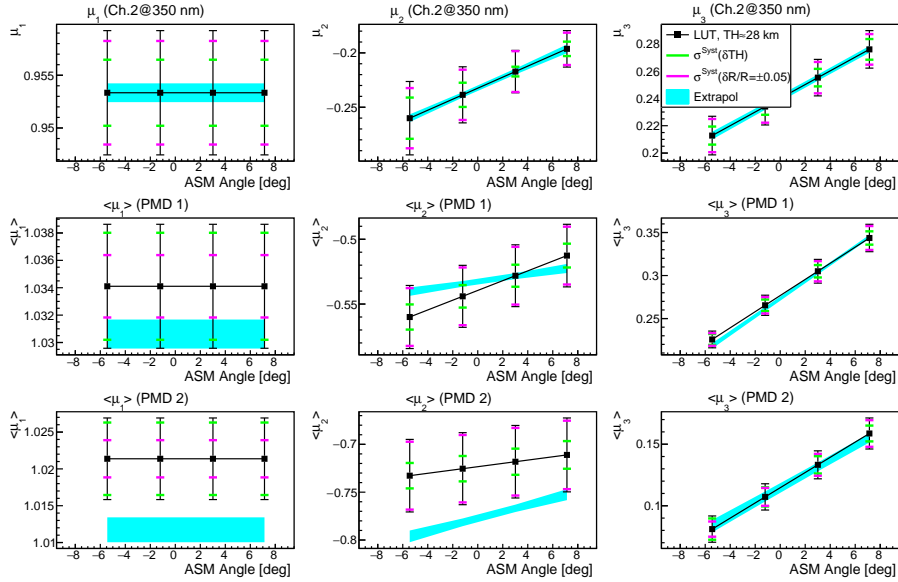 μ₁ (Ch.2@350 nm)
μ₁
0.955
0.95
−8 −6 −4 −2 0 2 4 6 8
ASM Angle [deg]
μ₂ (Ch.2@350 nm)
μ₂
−0.2
−0.25
−8 −6 −4 −2 0 2 4 6 8
ASM Angle [deg]
μ₃ (Ch.2@350 nm)
μ₃
0.28
0.26
0.24
0.22
0.2
LUT, TH=28 km
σ^Syst(δTH)
σ^Syst(δR/R=±0.05)
Extrapol
−8 −6 −4 −2 0 2 4 6 8
ASM Angle [deg]
<μ₁> (PMD 1)
<μ₁>
1.038
1.036
1.034
1.032
1.03
−8 −6 −4 −2 0 2 4 6 8
ASM Angle [deg]
<μ₂> (PMD 1)
<μ₂>
−0.5
−0.55
−8 −6 −4 −2 0 2 4 6 8
ASM Angle [deg]
<μ₃> (PMD 1)
<μ₃>
0.35
0.3
0.25
−8 −6 −4 −2 0 2 4 6 8
ASM Angle [deg]
<μ₁> (PMD 2)
<μ₁>
1.025
1.02
1.015
1.01
−8 −6 −4 −2 0 2 4 6 8
ASM Angle [deg]
<μ₂> (PMD 2)
<μ₂>
−0.7
−0.75
−0.8
−8 −6 −4 −2 0 2 4 6 8
ASM Angle [deg]
<μ₃> (PMD 2)
<μ₃>
0.15
0.1
−8 −6 −4 −2 0 2 4 6 8
ASM Angle [deg]